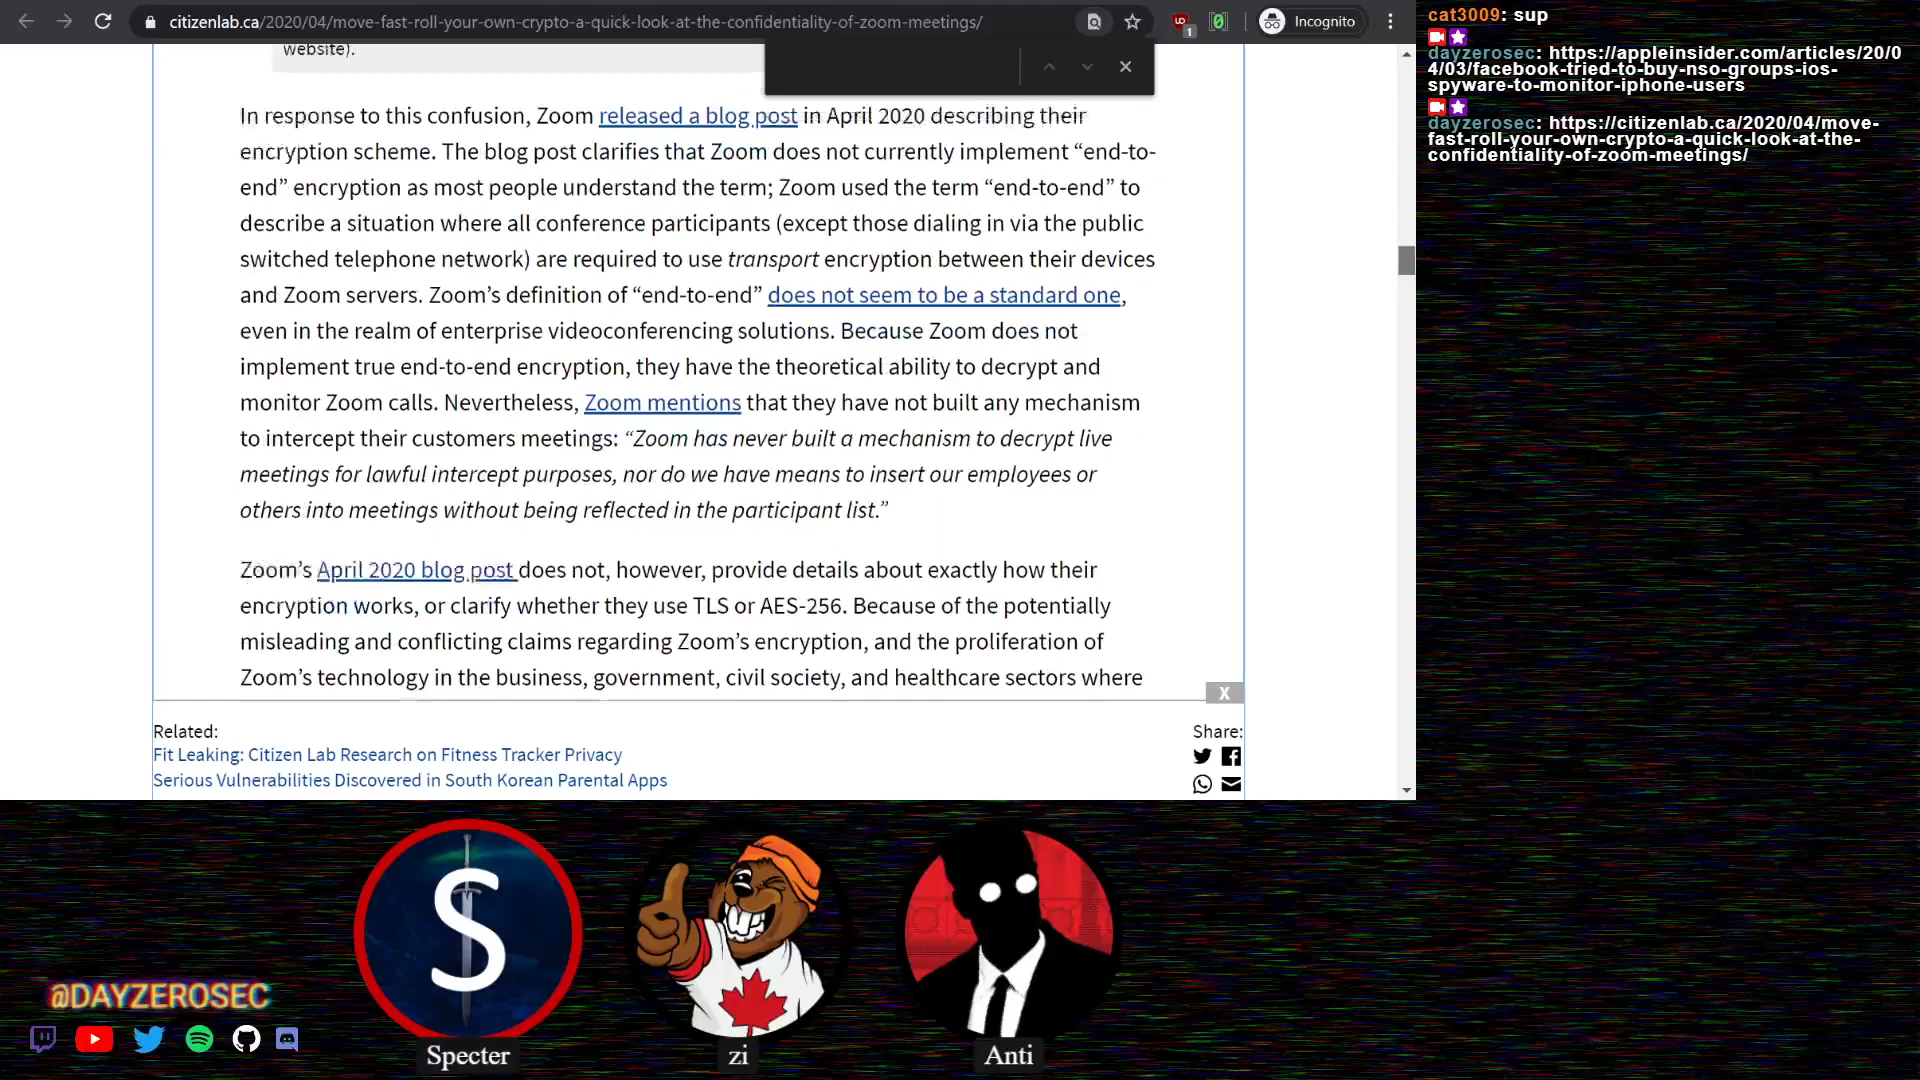 citizenlab.ca/2020/04/move-fast-roll-your-own-crypto-a-quick-look-at-the-confidentiality-of-zoom-meetings/
1
Incognito
website).
In response to this confusion, Zoom released a blog post in April 2020 describing their
encryption scheme. The blog post clarifies that Zoom does not currently implement “end-to-
end” encryption as most people understand the term; Zoom used the term “end-to-end” to
describe a situation where all conference participants (except those dialing in via the public
switched telephone network) are required to use transport encryption between their devices
and Zoom servers. Zoom’s definition of “end-to-end” does not seem to be a standard one,
even in the realm of enterprise videoconferencing solutions. Because Zoom does not
implement true end-to-end encryption, they have the theoretical ability to decrypt and
monitor Zoom calls. Nevertheless, Zoom mentions that they have not built any mechanism
to intercept their customers meetings: “Zoom has never built a mechanism to decrypt live
meetings for lawful intercept purposes, nor do we have means to insert our employees or
others into meetings without being reflected in the participant list.”
Zoom’s April 2020 blog post does not, however, provide details about exactly how their
encryption works, or clarify whether they use TLS or AES-256. Because of the potentially
misleading and conflicting claims regarding Zoom’s encryption, and the proliferation of
Zoom’s technology in the business, government, civil society, and healthcare sectors where
X
Related:
Fit Leaking: Citizen Lab Research on Fitness Tracker Privacy
Serious Vulnerabilities Discovered in South Korean Parental Apps
Share:
cat3009: sup
dayzerosec: https://appleinsider.com/articles/20/0
4/03/facebook-tried-to-buy-nso-groups-ios-
spyware-to-monitor-iphone-users
dayzerosec: https://citizenlab.ca/2020/04/move-
fast-roll-your-own-crypto-a-quick-look-at-the-
confidentiality-of-zoom-meetings/
@DAYZEROSEC
S
Specter
zi
Anti